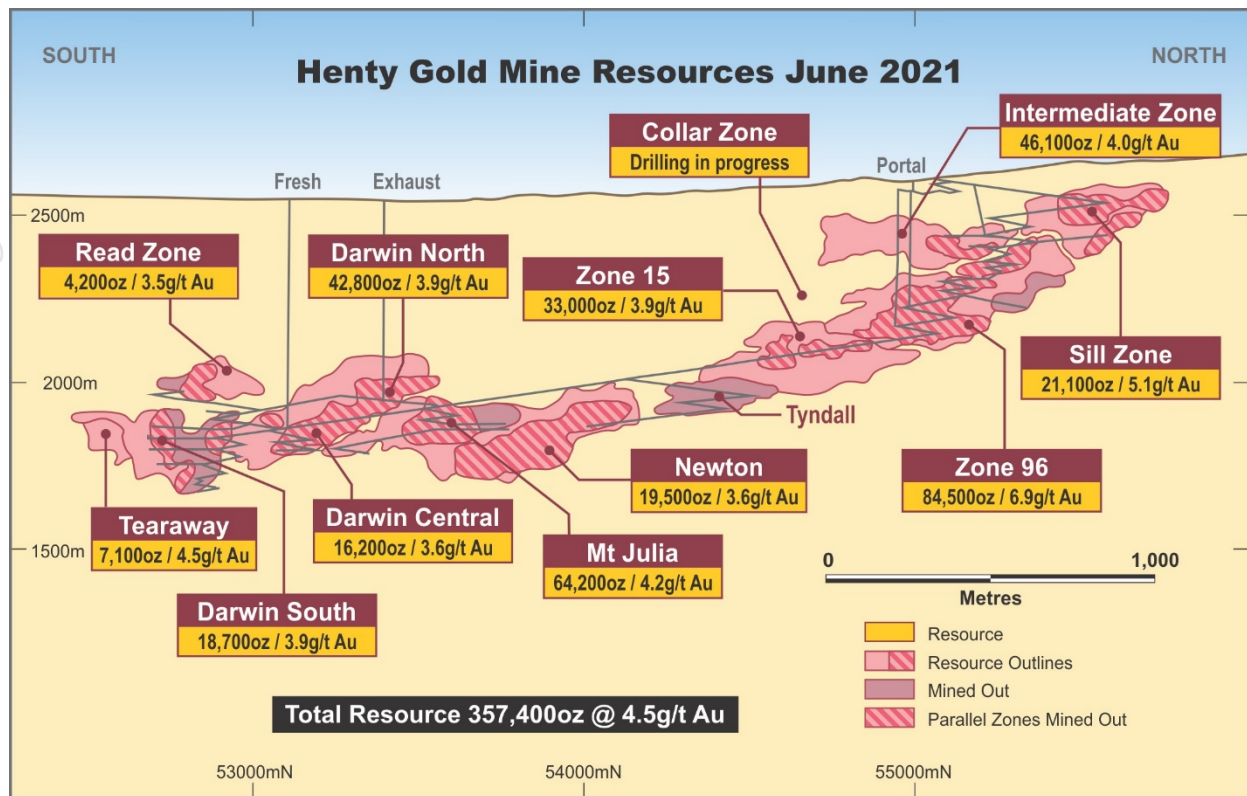 SOUTH
NORTH
Henty Gold Mine Resources June 2021
Intermediate Zone
46,100oz / 4.0g/t Au
Collar Zone
Drilling in progress
Portal
Fresh
Exhaust
2500m
Read Zone
4,200oz / 3.5g/t Au
Darwin North
42,800oz / 3.9g/t Au
Zone 15
33,000oz / 3.9g/t Au
Sill Zone
21,100oz / 5.1g/t Au
2000m
Tyndall
Newton
19,500oz / 3.6g/t Au
Zone 96
84,500oz / 6.9g/t Au
Tearaway
7,100oz / 4.5g/t Au
Darwin Central
16,200oz / 3.6g/t Au
Mt Julia
64,200oz / 4.2g/t Au
1500m
Darwin South
18,700oz / 3.9g/t Au
0
1,000
Metres
Resource
Resource Outlines
Mined Out
Parallel Zones Mined Out
Total Resource 357,400oz @ 4.5g/t Au
53000mN
54000mN
55000mN